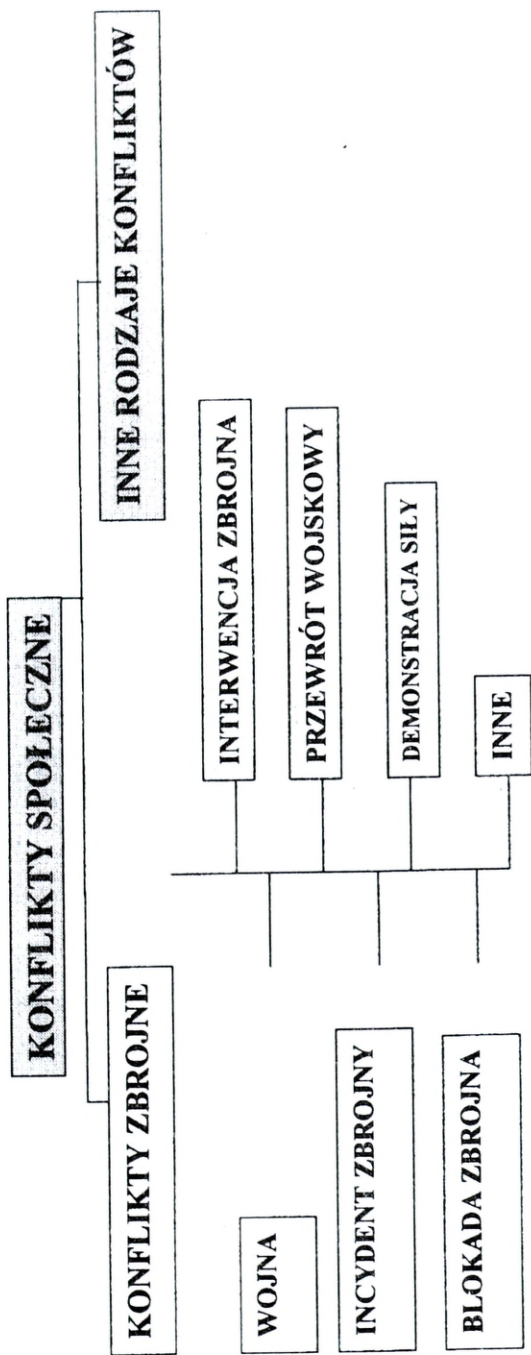 KONFLIKTY SPOŁECZNE
KONFLIKTY ZBROJNE
INNE RODZAJE KONFLIKTÓW
WOJNA
INTERWENCJA ZBROJNA
INCYDENT ZBROJNY
PRZEWRÓT WOJSKOWY
BLOKADA ZBROJNA
DEMONSTRACJA SIŁY
INNE